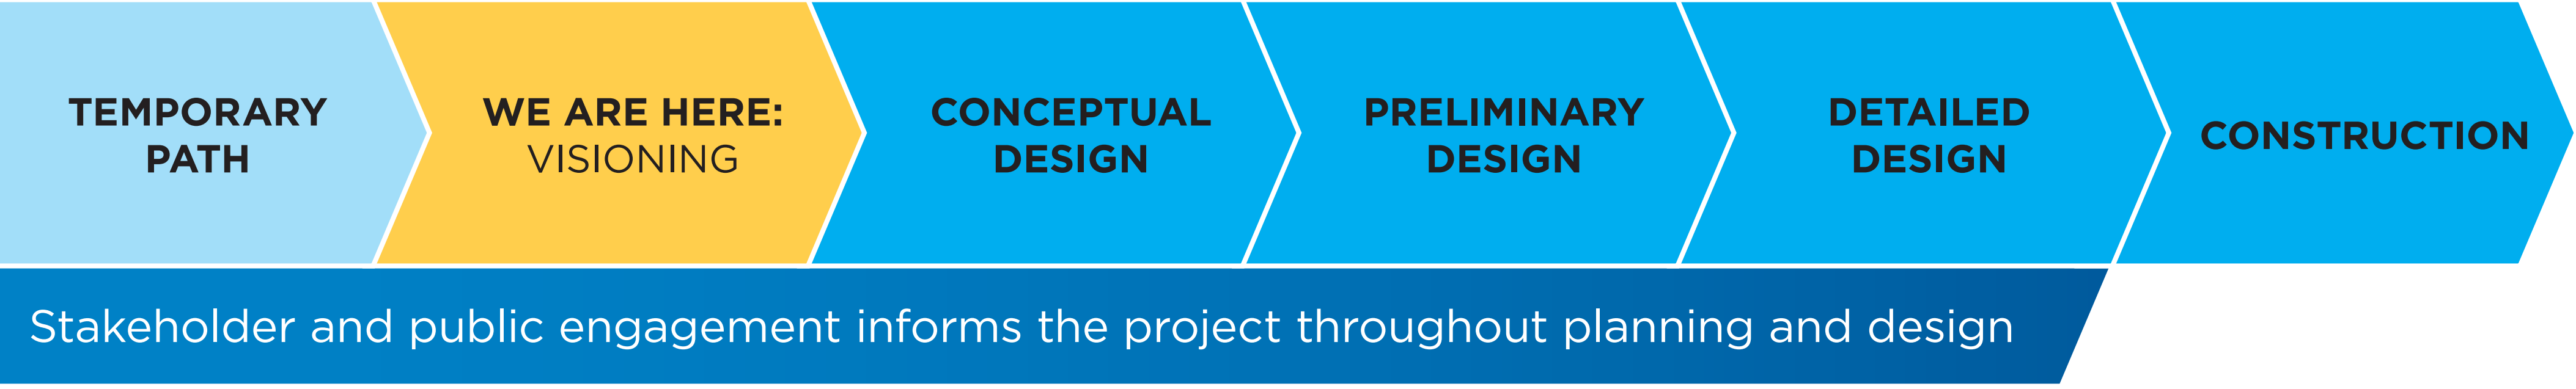 TEMPORARY
PATH
WE ARE HERE:
VISIONING
CONCEPTUAL
DESIGN
PRELIMINARY
DESIGN
DETAILED
DESIGN
CONSTRUCTION
Stakeholder and public engagement informs the project throughout planning and design